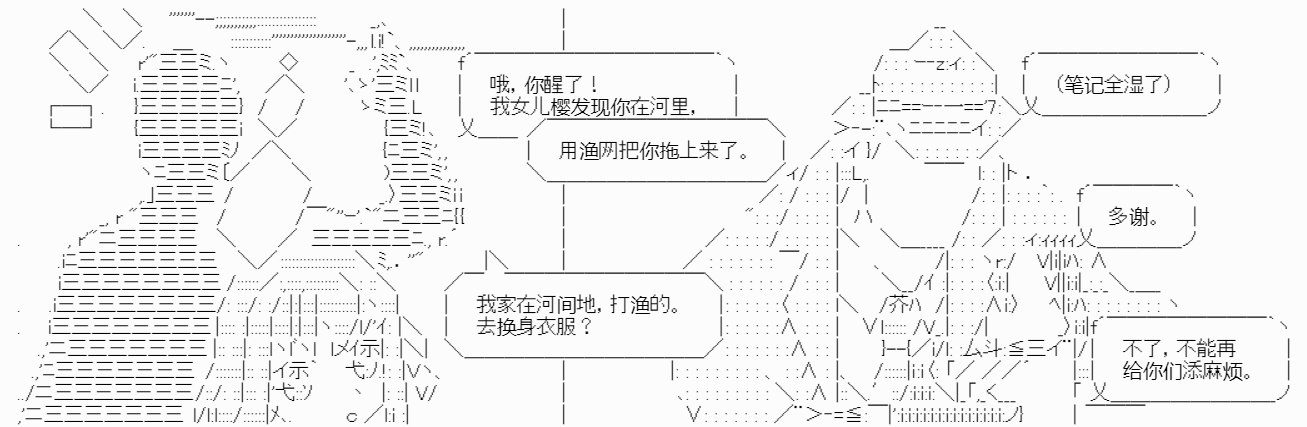 哦，你醒了！
我女儿樱发现你在河里，
用渔网把你拖上来了。
我家在河间地，打渔的。
去换身衣服？
（笔记全湿了）
多谢。
不了，不能再
给你们添麻烦。